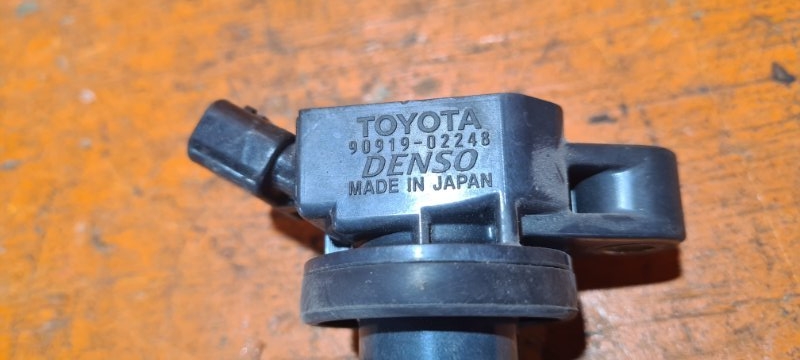 TOYOTA
90919-02248
DENSO
MADE IN JAPAN